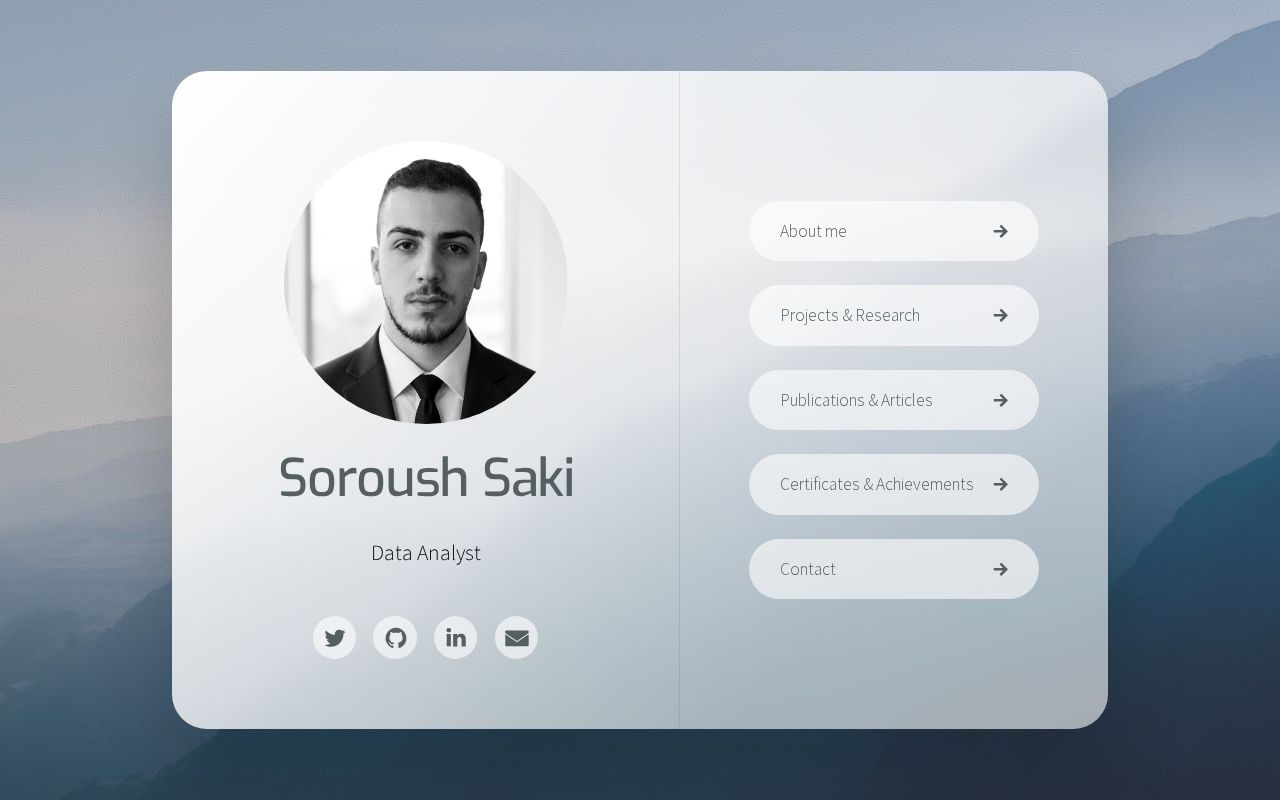 Soroush Saki
Data Analyst
About me
Projects & Research
Publications & Articles
Certificates & Achievements
Contact